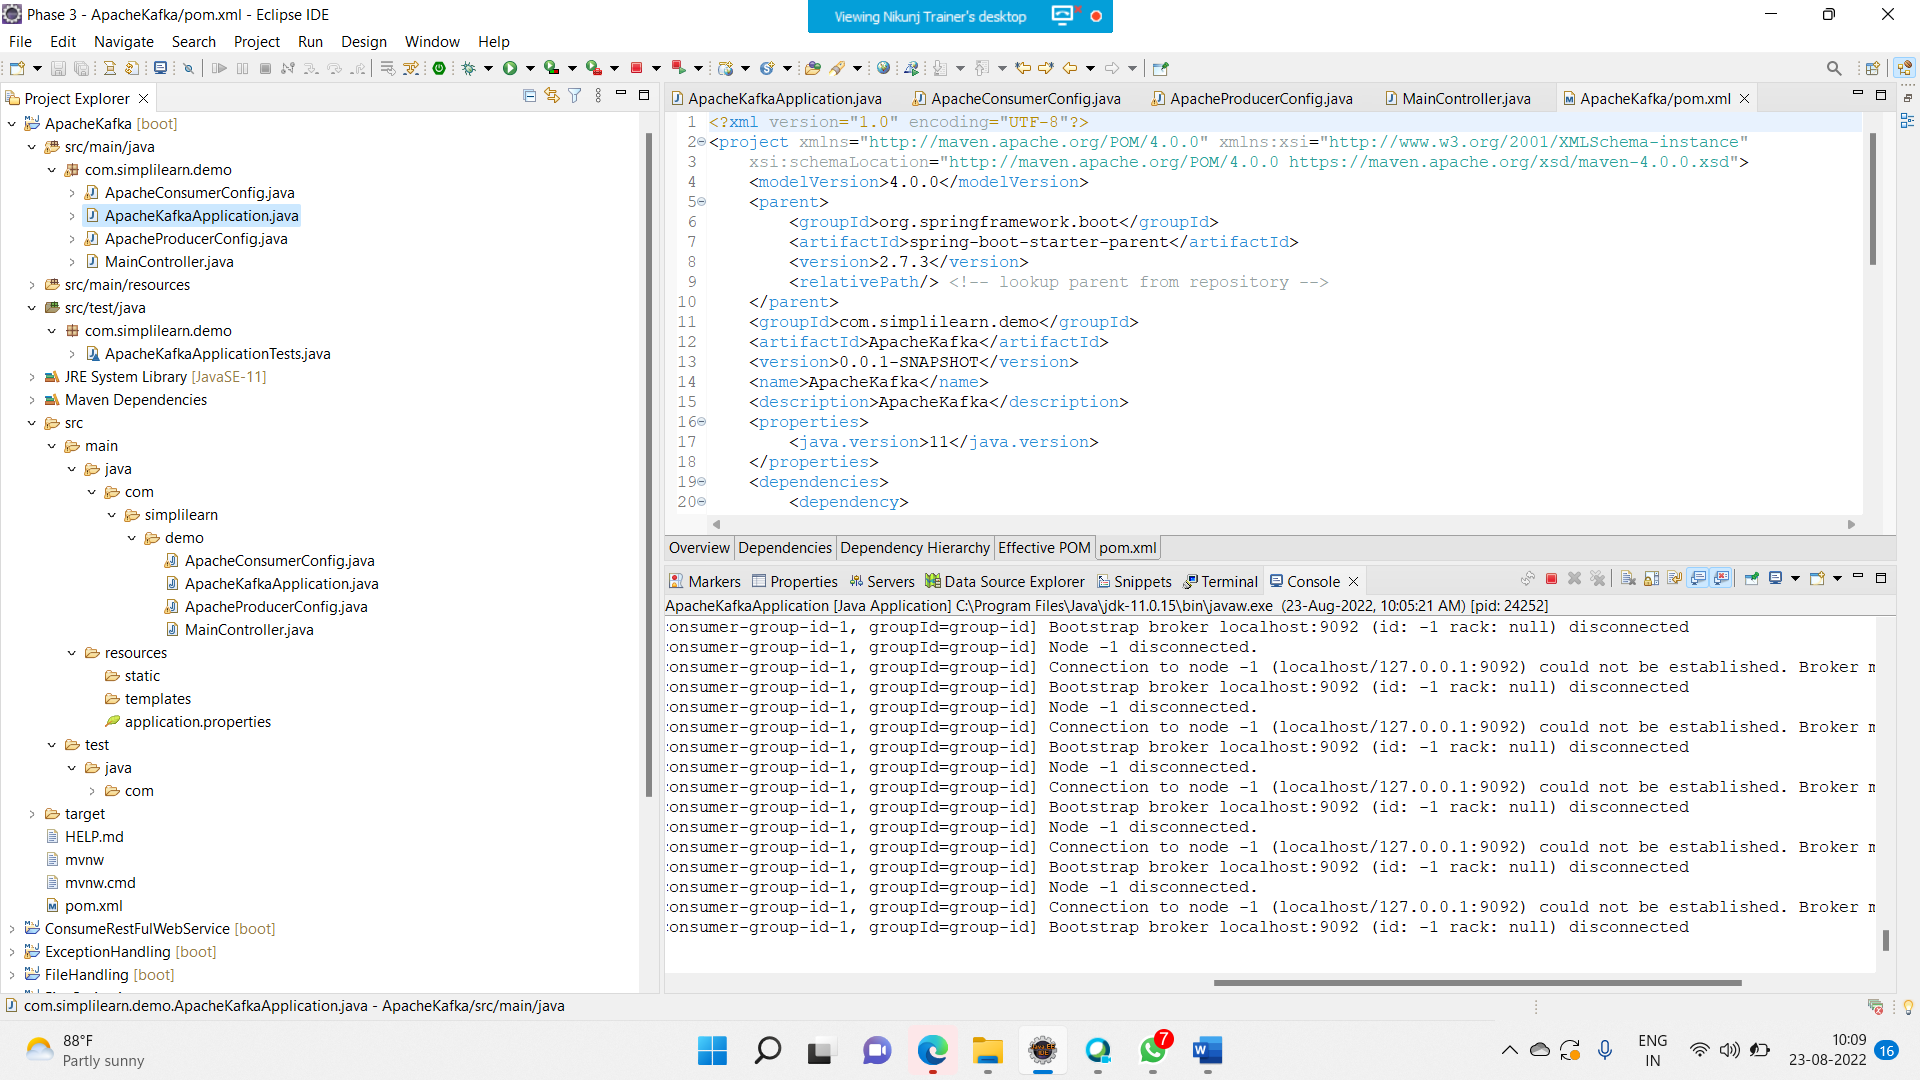 Phase 3 - ApacheKafka/pom.xml - Eclipse IDE
Viewing Nikunj Trainer's desktop
File Edit Navigate Search Project Run Design Window Help
Project Explorer
ApacheKafka [boot]
src/main/java
com.simplilearn.demo
ApacheConsumerConfig.java
ApacheKafkaApplication.java
ApacheProducerConfig.java
MainController.java
src/main/resources
src/test/java
com.simplilearn.demo
ApacheKafkaApplicationTests.java
JRE System Library [JavaSE-11]
Maven Dependencies
src
main
java
com
simplilearn
demo
ApacheConsumerConfig.java
ApacheKafkaApplication.java
ApacheProducerConfig.java
MainController.java
resources
static
templates
application.properties
test
java
com
target
HELP.md
mvnw
mvnw.cmd
pom.xml
ConsumeRestFulWebService [boot]
ExceptionHandling [boot]
FileHandling [boot]
ApacheKafkaApplication.java ApacheConsumerConfig.java ApacheProducerConfig.java MainController.java ApacheKafka/pom.xml
1 <?xml version="1.0" encoding="UTF-8"?>
2 <project xmlns="http://maven.apache.org/POM/4.0.0" xmlns:xsi="http://www.w3.org/2001/XMLSchema-instance"
3 xsi:schemaLocation="http://maven.apache.org/POM/4.0.0 https://maven.apache.org/xsd/maven-4.0.0.xsd">
4 <modelVersion>4.0.0</modelVersion>
5 <parent>
6 <groupId>org.springframework.boot</groupId>
7 <artifactId>spring-boot-starter-parent</artifactId>
8 <version>2.7.3</version>
9 <relativePath/> <!-- lookup parent from repository -->
10 </parent>
11 <groupId>com.simplilearn.demo</groupId>
12 <artifactId>ApacheKafka</artifactId>
13 <version>0.0.1-SNAPSHOT</version>
14 <name>ApacheKafka</name>
15 <description>ApacheKafka</description>
16 <properties>
17 <java.version>11</java.version>
18 </properties>
19 <dependencies>
20 <dependency>
Overview Dependencies Dependency Hierarchy Effective POM pom.xml
Markers Properties Servers Data Source Explorer Snippets Terminal Console
ApacheKafkaApplication [Java Application] C:\Program Files\Java\jdk-11.0.15\bin\javaw.exe (23-Aug-2022, 10:05:21 AM) [pid: 24252]
onsumer-group-id-1, groupId=group-id] Bootstrap broker localhost:9092 (id: -1 rack: null) disconnected
onsumer-group-id-1, groupId=group-id] Node -1 disconnected.
onsumer-group-id-1, groupId=group-id] Connection to node -1 (localhost/127.0.0.1:9092) could not be established. Broker m
onsumer-group-id-1, groupId=group-id] Bootstrap broker localhost:9092 (id: -1 rack: null) disconnected
onsumer-group-id-1, groupId=group-id] Node -1 disconnected.
onsumer-group-id-1, groupId=group-id] Connection to node -1 (localhost/127.0.0.1:9092) could not be established. Broker m
onsumer-group-id-1, groupId=group-id] Bootstrap broker localhost:9092 (id: -1 rack: null) disconnected
onsumer-group-id-1, groupId=group-id] Node -1 disconnected.
onsumer-group-id-1, groupId=group-id] Connection to node -1 (localhost/127.0.0.1:9092) could not be established. Broker m
onsumer-group-id-1, groupId=group-id] Bootstrap broker localhost:9092 (id: -1 rack: null) disconnected
onsumer-group-id-1, groupId=group-id] Node -1 disconnected.
onsumer-group-id-1, groupId=group-id] Connection to node -1 (localhost/127.0.0.1:9092) could not be established. Broker m
onsumer-group-id-1, groupId=group-id] Bootstrap broker localhost:9092 (id: -1 rack: null) disconnected
onsumer-group-id-1, groupId=group-id] Node -1 disconnected.
onsumer-group-id-1, groupId=group-id] Connection to node -1 (localhost/127.0.0.1:9092) could not be established. Broker m
onsumer-group-id-1, groupId=group-id] Bootstrap broker localhost:9092 (id: -1 rack: null) disconnected
com.simplilearn.demo.ApacheKafkaApplication.java - ApacheKafka/src/main/java
88°F
Partly sunny
7
ENG
IN
10:09
23-08-2022
16